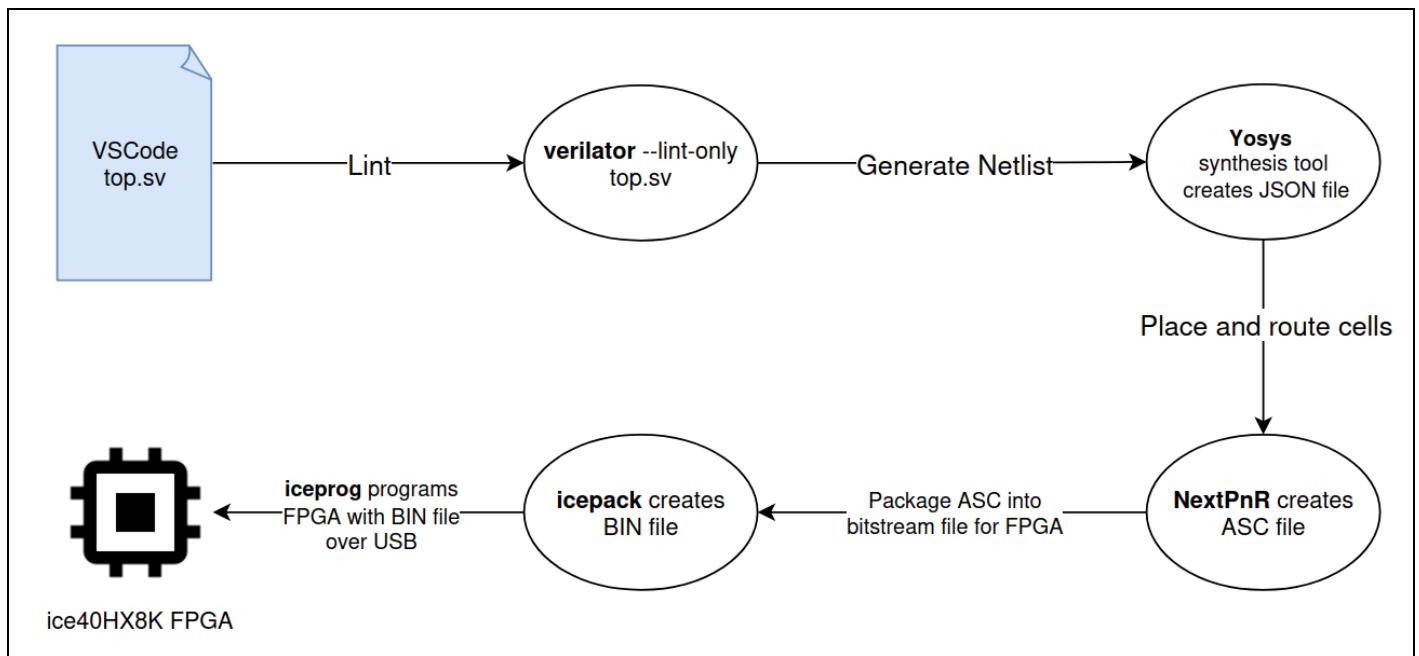 VSCode
top.sv
Lint
verilator --lint-only
top.sv
Generate Netlist
Yosys
synthesis tool
creates JSON file
Place and route cells
NextPnR creates
ASC file
Package ASC into
bitstream file for FPGA
icepack creates
BIN file
iceprog programs
FPGA with BIN file
over USB
ice40HX8K FPGA